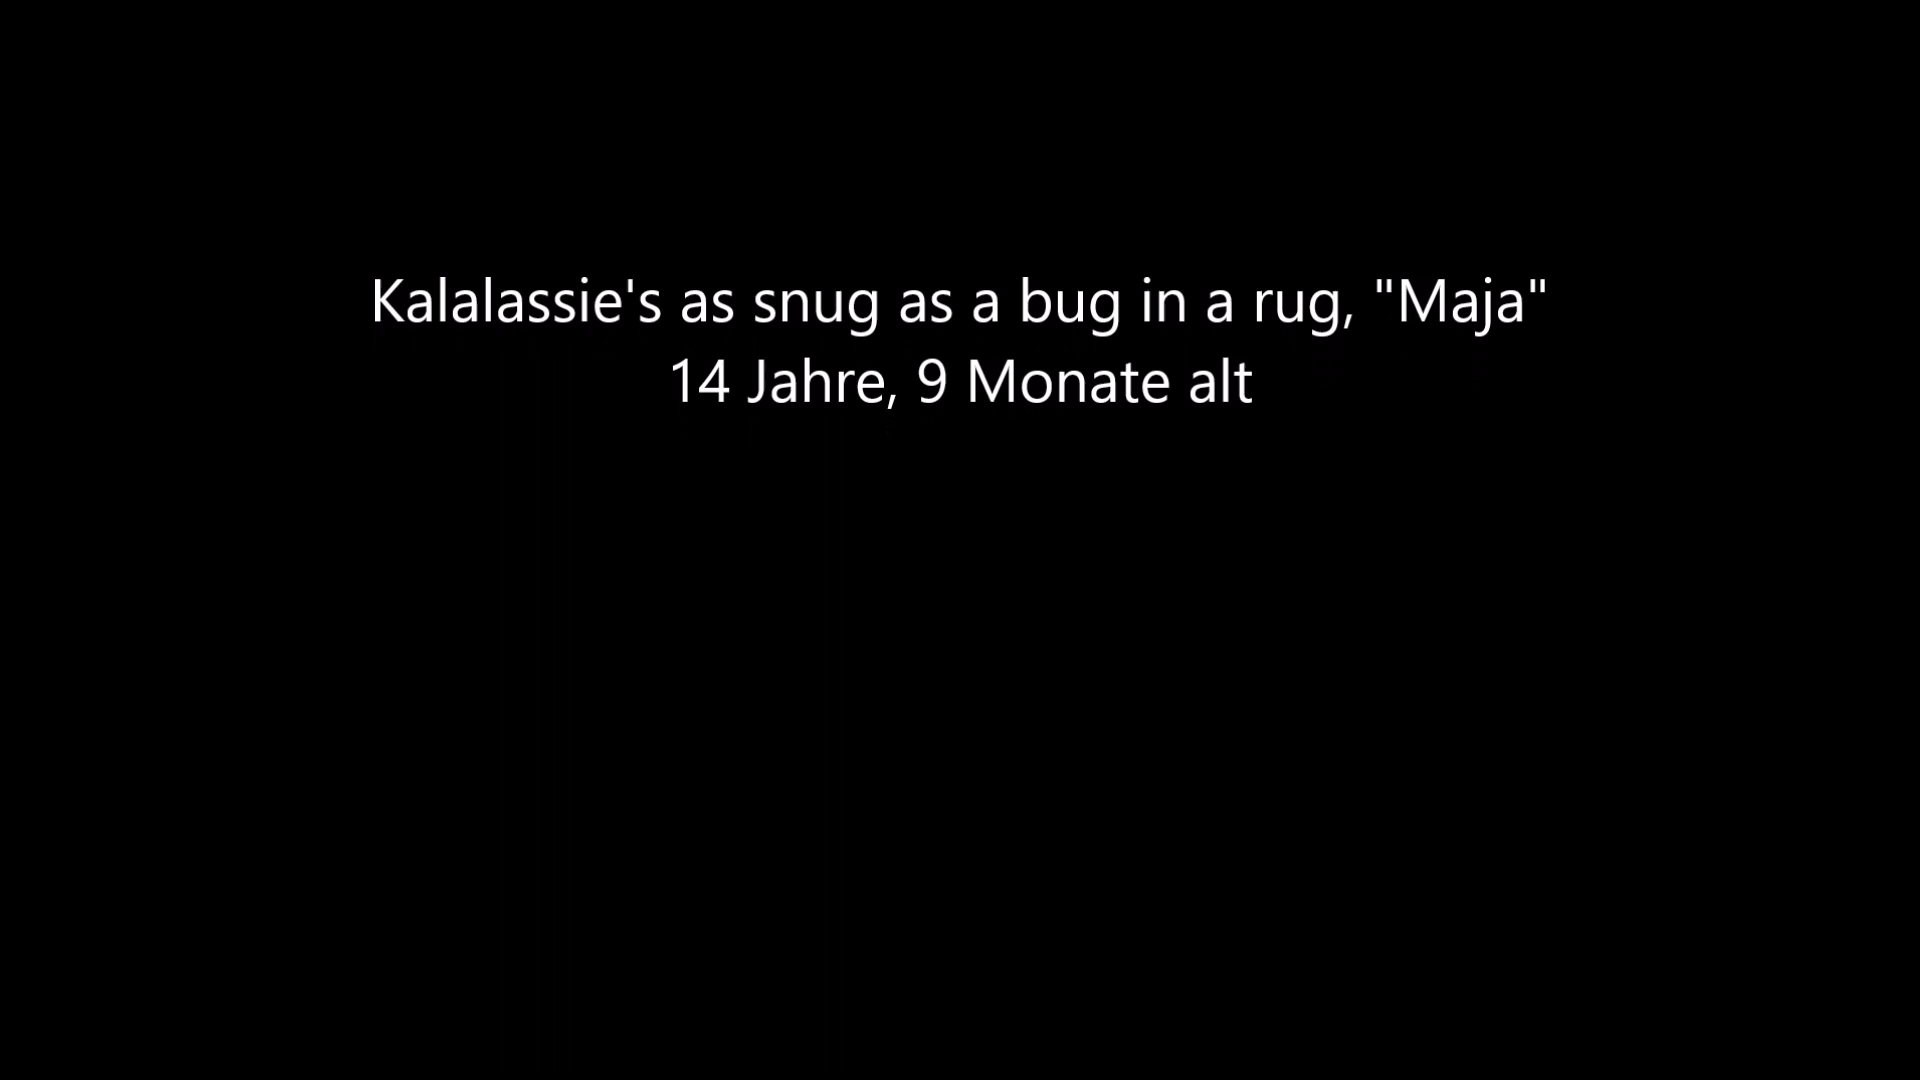 Kalalassie's as snug as a bug in a rug, "Maja"
14 Jahre, 9 Monate alt